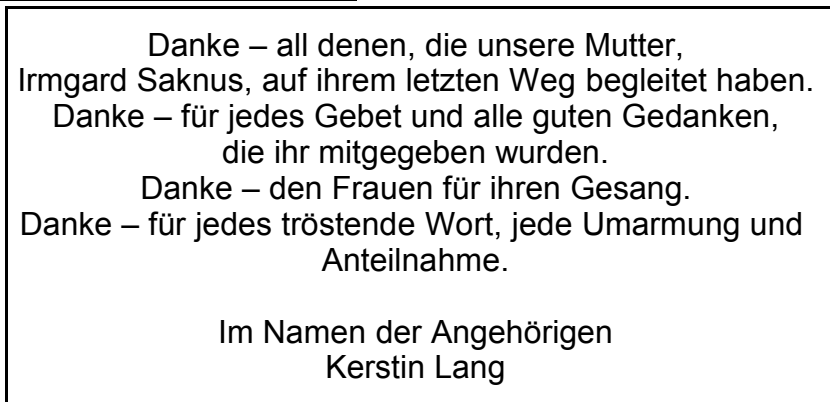 Danke – all denen, die unsere Mutter,
Irmgard Saknus, auf ihrem letzten Weg begleitet haben.
Danke – für jedes Gebet und alle guten Gedanken,
die ihr mitgegeben wurden.
Danke – den Frauen für ihren Gesang.
Danke – für jedes tröstende Wort, jede Umarmung und
Anteilnahme.
Im Namen der Angehörigen
Kerstin Lang